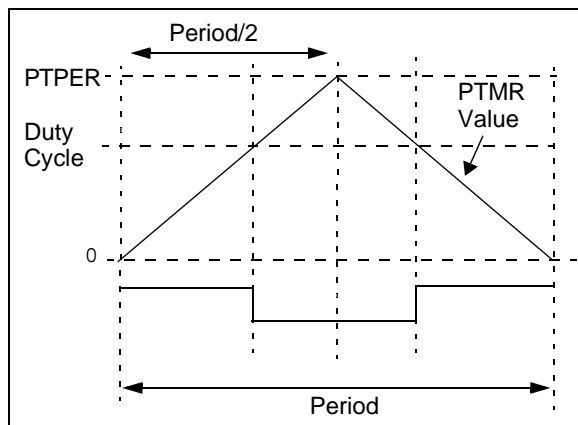 Period/2
PTPER
PTMR
Value
Duty
Cycle
0
Period